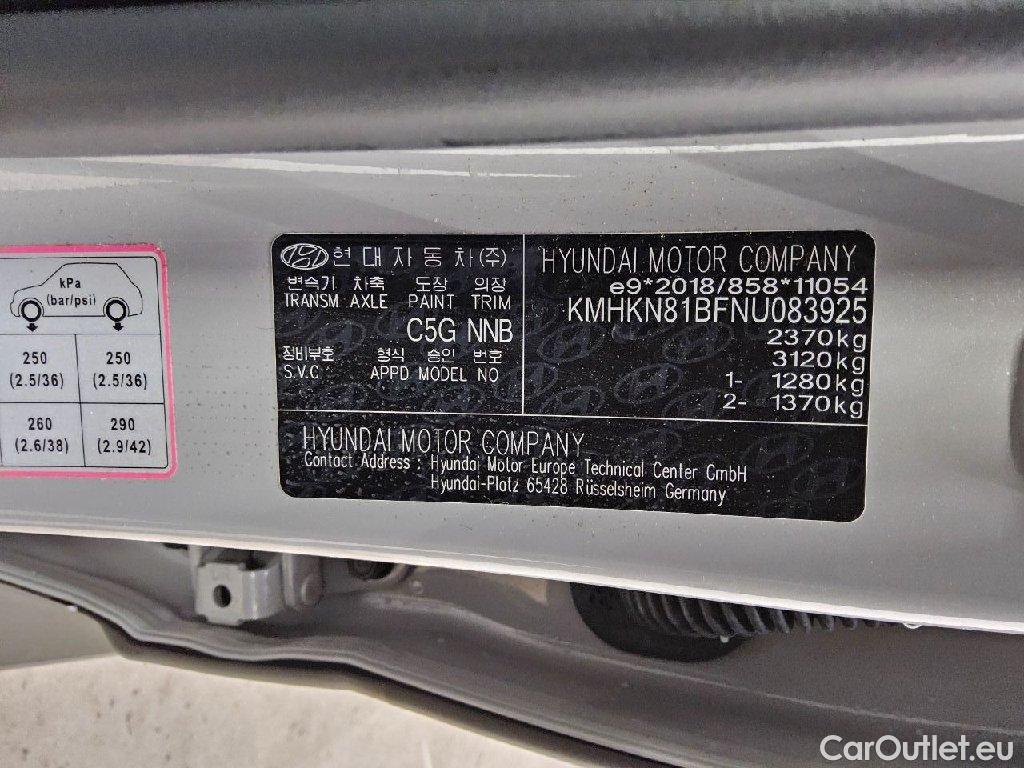 kPa
(bar/psi)
250 250
(2.5/36) (2.5/36)
260 290
(2.6/38) (2.9/42)
현대자동차(주)
변속기 차축 도장 의장
TRANSM AXLE PAINT TRIM
C5G NNB
정비부호 형식 승인 번호
S.V.C APPD MODEL NO
HYUNDAI MOTOR COMPANY
e9*2018/858*11054
KMHKN81BFNU083925
2370kg
3120kg
1- 1280kg
2- 1370kg
HYUNDAI MOTOR COMPANY
Contact Address : Hyundai Motor Europe Technical Center GmbH
Hyundai-Platz 65428 Rüsselsheim Germany
CarOutlet.eu